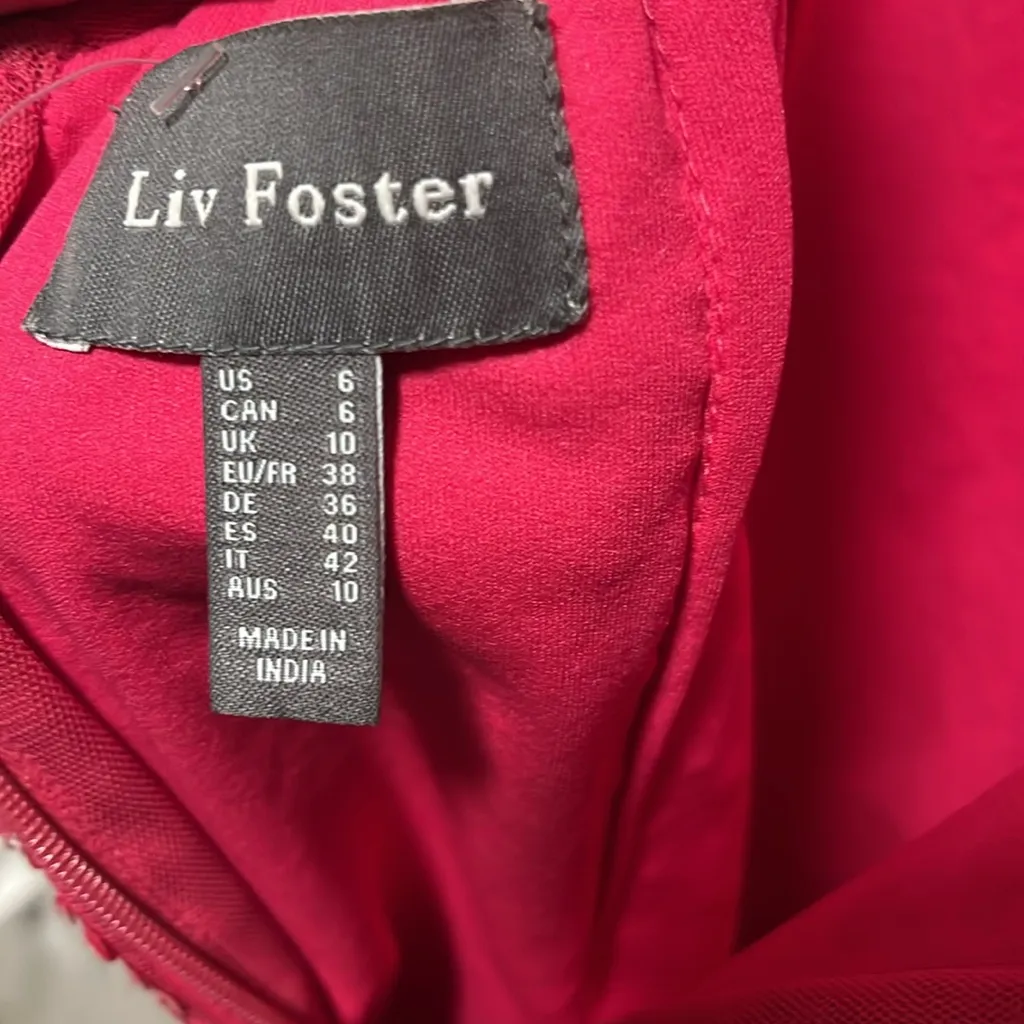 Liv Foster
US 6
CAN 6
UK 10
EU/FR 38
DE 36
ES 40
IT 42
AUS 10
MADE IN
INDIA